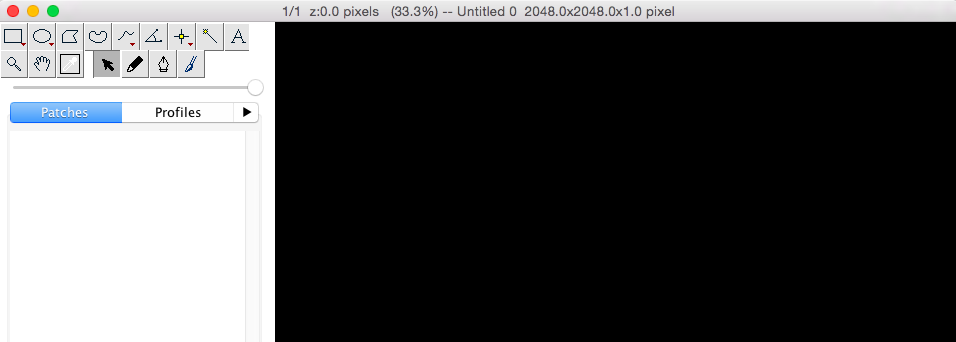 1/1 z:0.0 pixels (33.3%) -- Untitled 0 2048.0x2048.0x1.0 pixel
A
Patches Profiles